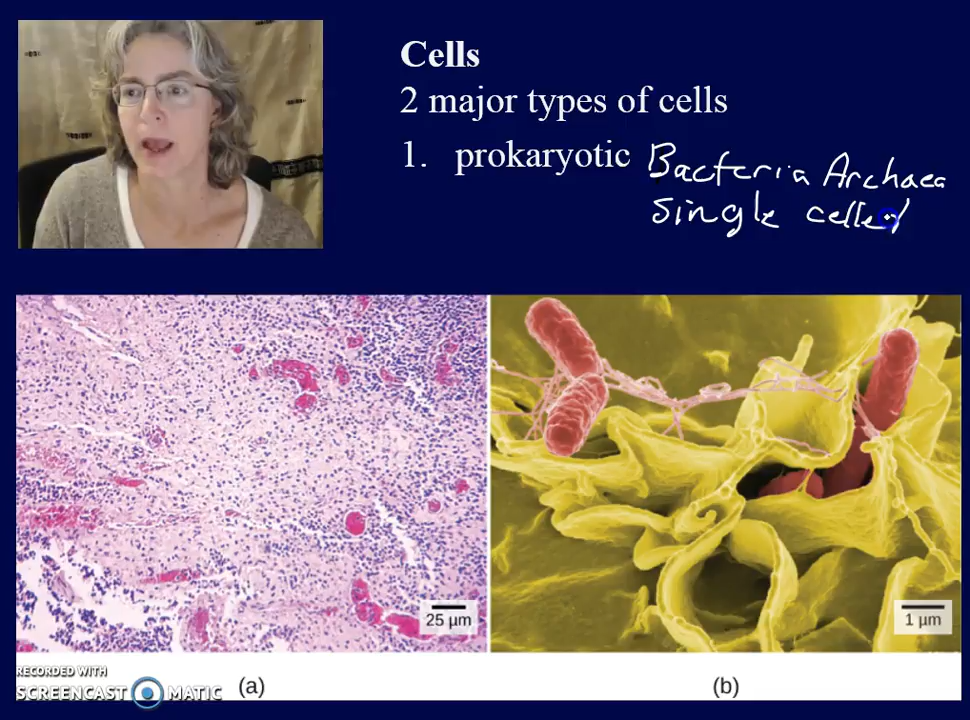 Cells
2 major types of cells
1. prokaryotic Bacteria Archaea
single celled
25 µm
1 µm
RECORDED WITH
SCREENCAST MATIC
(a)
(b)